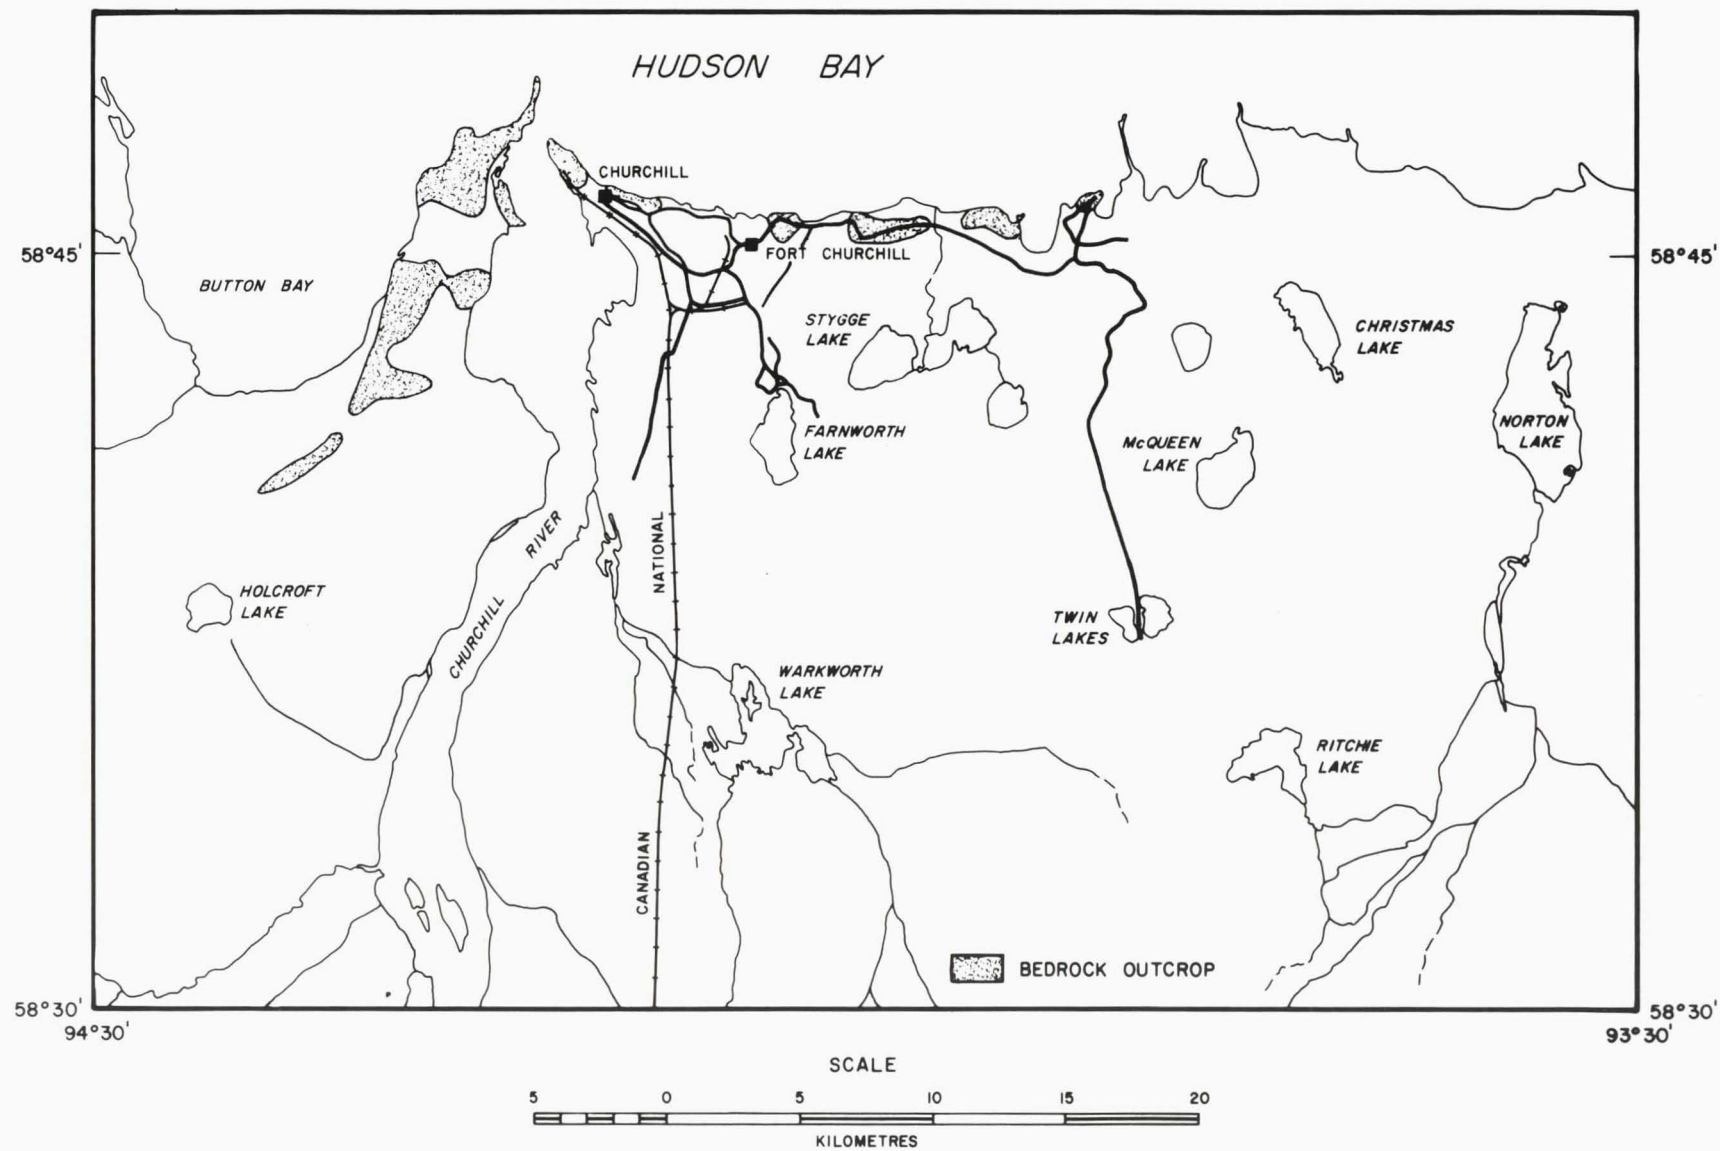 HUDSON BAY
CHURCHILL
58°45'
58°45'
FORT CHURCHILL
BUTTON BAY
STYGGE
LAKE
CHRISTMAS
LAKE
NORTON
LAKE
FARNWORTH
LAKE
McQUEEN
LAKE
RIVER
CHURCHILL
NATIONAL
CANADIAN
HOLCROFT
LAKE
TWIN
LAKES
WARKWORTH
LAKE
RITCHIE
LAKE
BEDROCK OUTCROP
58°30'
58°30'
94°30'
93°30'
SCALE
5 0 5 10 15 20
KILOMETRES